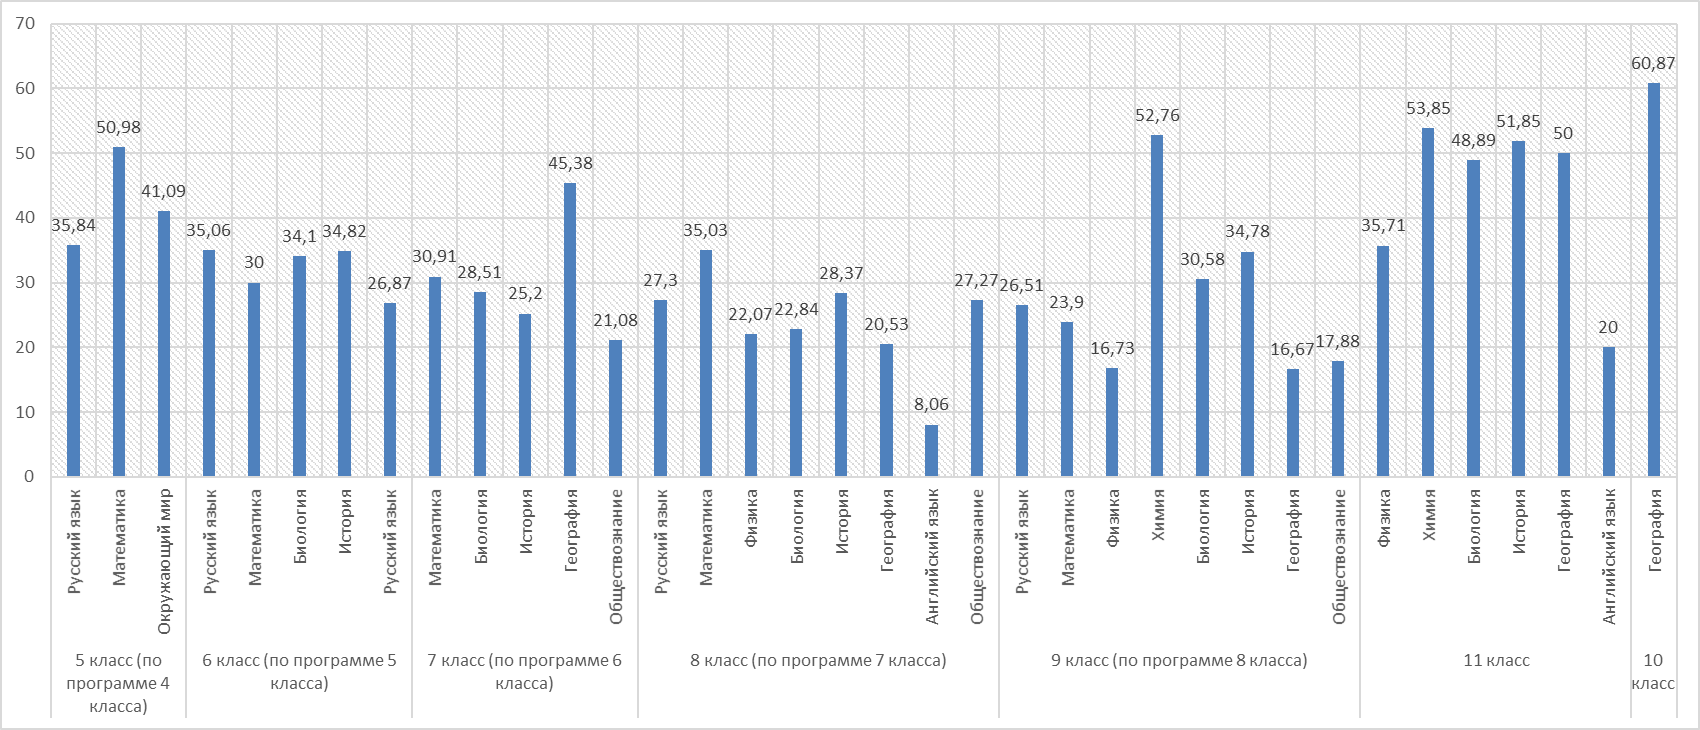 70
60
50
40
30
20
10
0
35,84
50,98
41,09
35,06
30
34,1
34,82
26,87
30,91
28,51
25,2
45,38
21,08
27,3
35,03
22,07
22,84
28,37
20,53
8,06
27,27
26,51
23,9
16,73
52,76
30,58
34,78
16,67
17,88
35,71
53,85
48,89
51,85
50
20
60,87
Русский язык
Математика
Окружающий мир
Русский язык
Математика
Биология
История
Русский язык
Математика
Биология
История
География
Обществознание
Русский язык
Математика
Физика
Биология
История
География
Английский язык
Обществознание
Русский язык
Математика
Физика
Химия
Биология
История
География
Обществознание
Физика
Химия
Биология
История
География
Английский язык
География
5 класс (по
программе 4
класса)
6 класс (по программе 5
класса)
7 класс (по программе 6
класса)
8 класс (по программе 7 класса)
9 класс (по программе 8 класса)
11 класс
10
класс